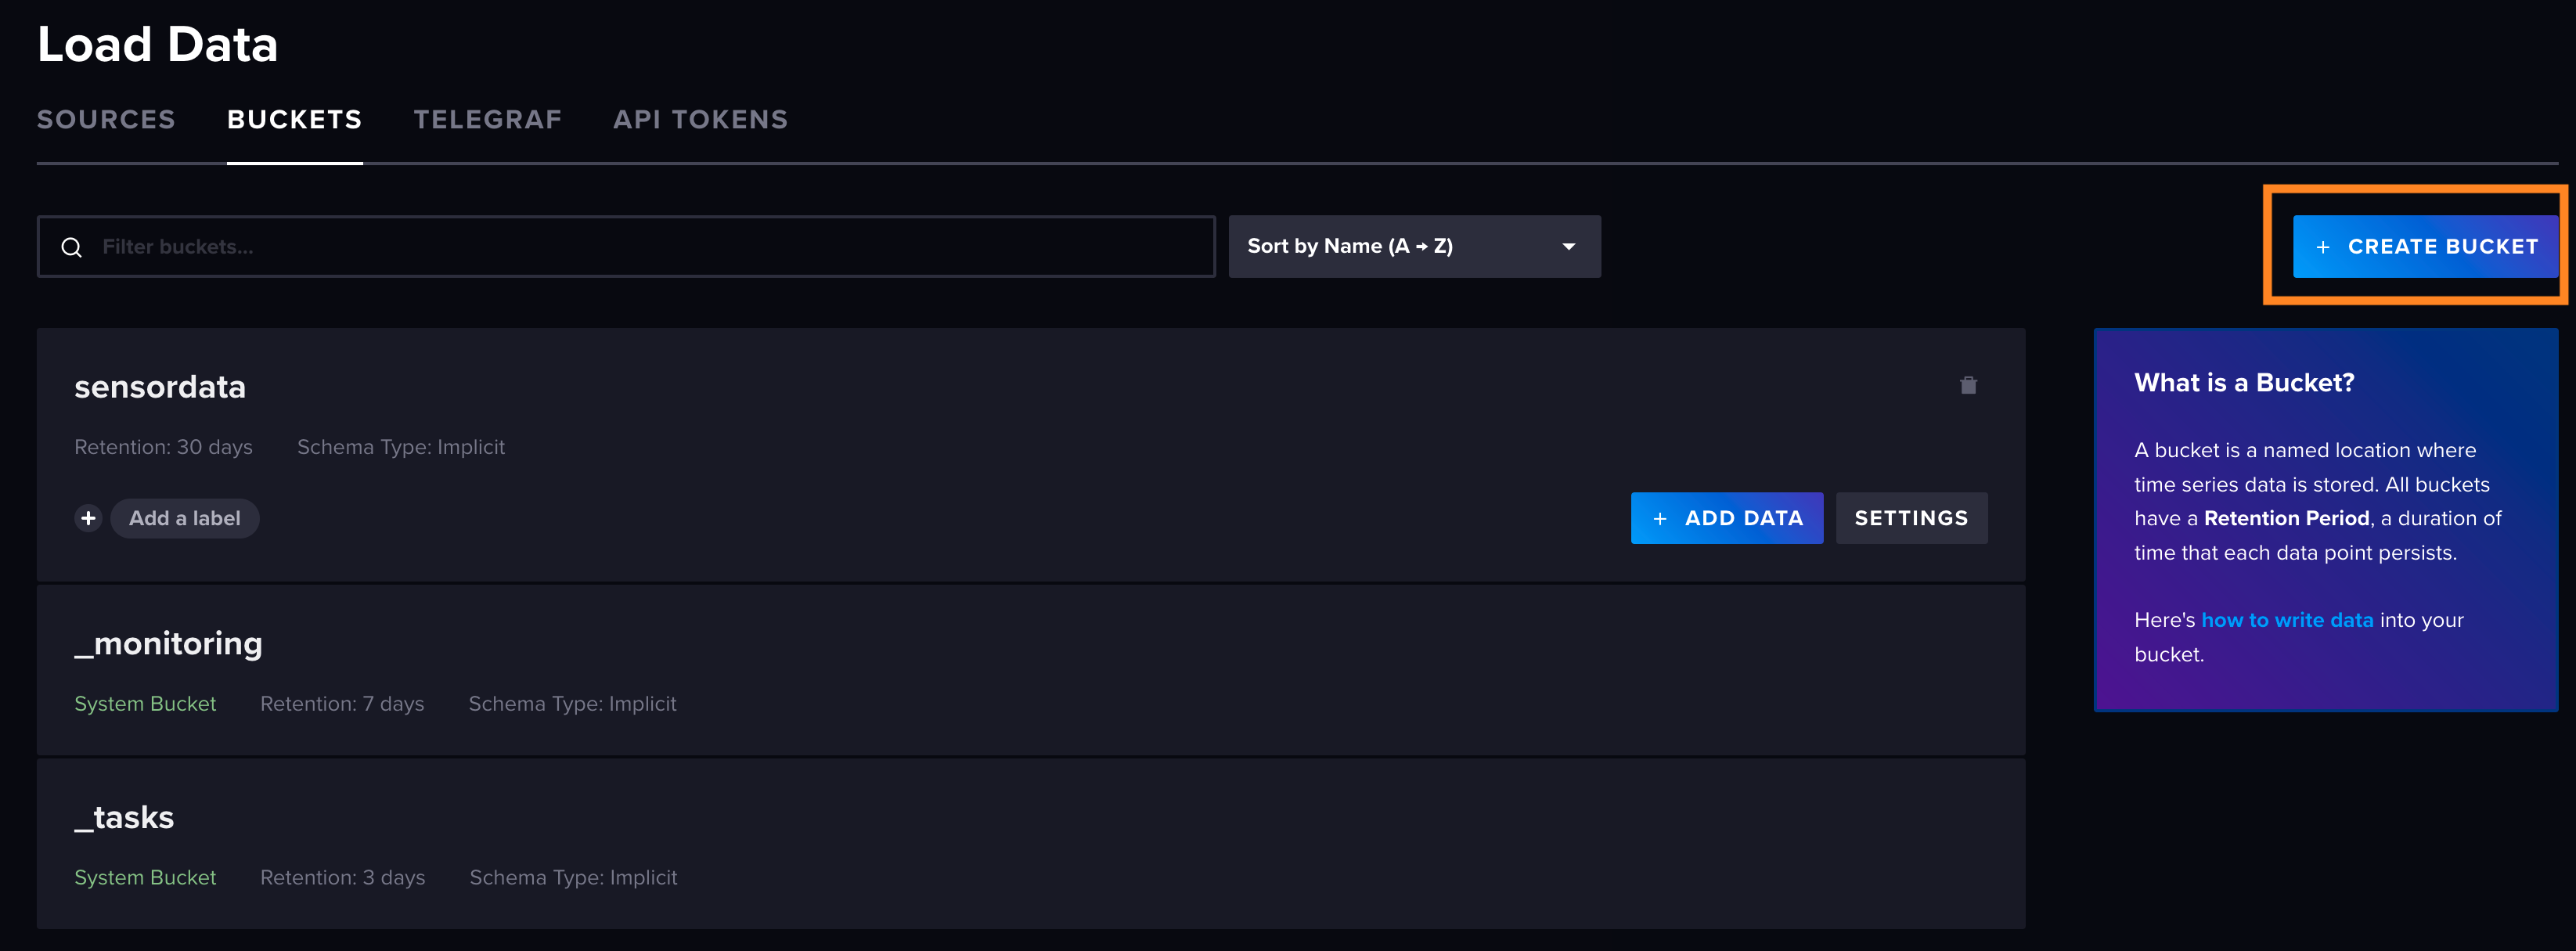 Load Data
SOURCES BUCKETS TELEGRAF API TOKENS
Filter buckets...
Sort by Name (A → Z)
+ CREATE BUCKET
sensordata
Retention: 30 days Schema Type: Implicit
+ Add a label
+ ADD DATA SETTINGS
_monitoring
System Bucket Retention: 7 days Schema Type: Implicit
_tasks
System Bucket Retention: 3 days Schema Type: Implicit
What is a Bucket?
A bucket is a named location where
time series data is stored. All buckets
have a Retention Period, a duration of
time that each data point persists.
Here's how to write data into your
bucket.